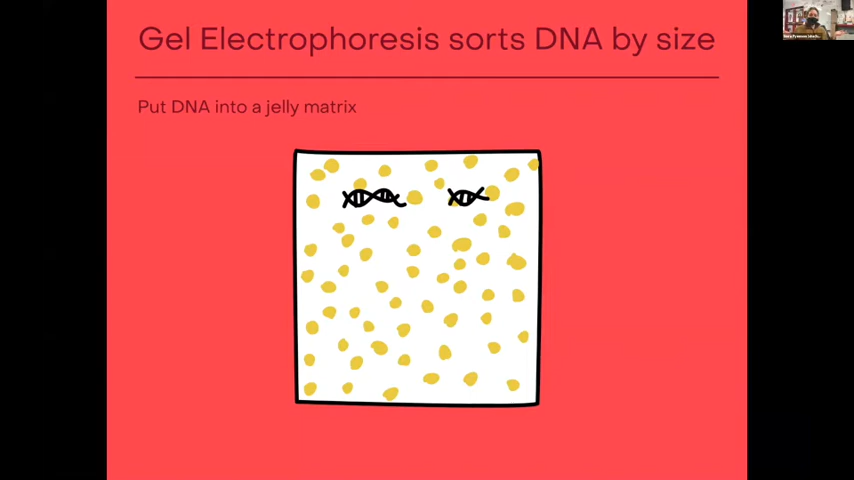 Gel Electrophoresis sorts DNA by size
Put DNA into a jelly matrix